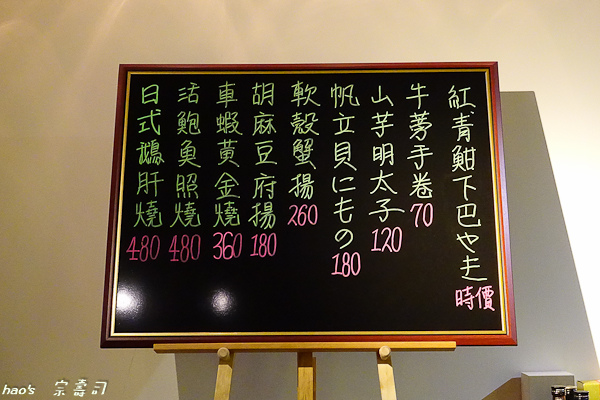 紅青魽下巴やき 時價
牛蒡手卷 70
山芋明太子 120
帆立貝にもの 180
軟殼蟹揚 260
胡麻豆府揚 180
車蝦黃金燒 360
活鮑魚照燒 480
日式鵝肝燒 480
hao's 宗壽司